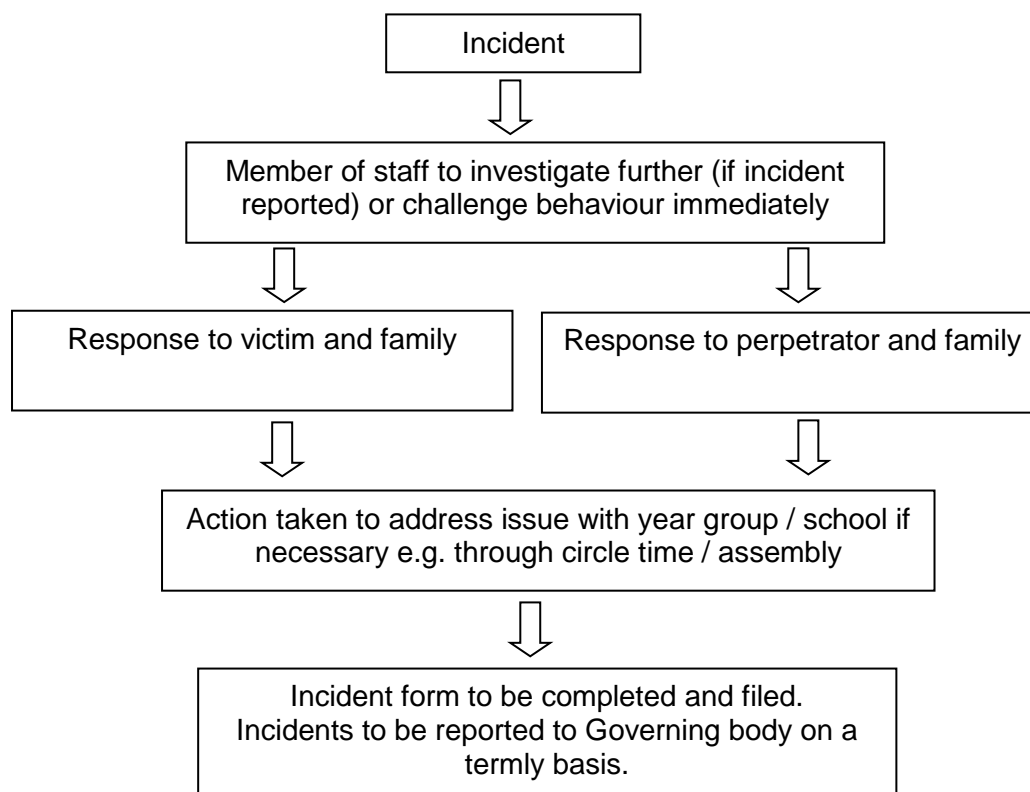 Incident
Member of staff to investigate further (if incident
reported) or challenge behaviour immediately
Response to victim and family
Response to perpetrator and family
Action taken to address issue with year group / school if
necessary e.g. through circle time / assembly
Incident form to be completed and filed.
Incidents to be reported to Governing body on a
termly basis.